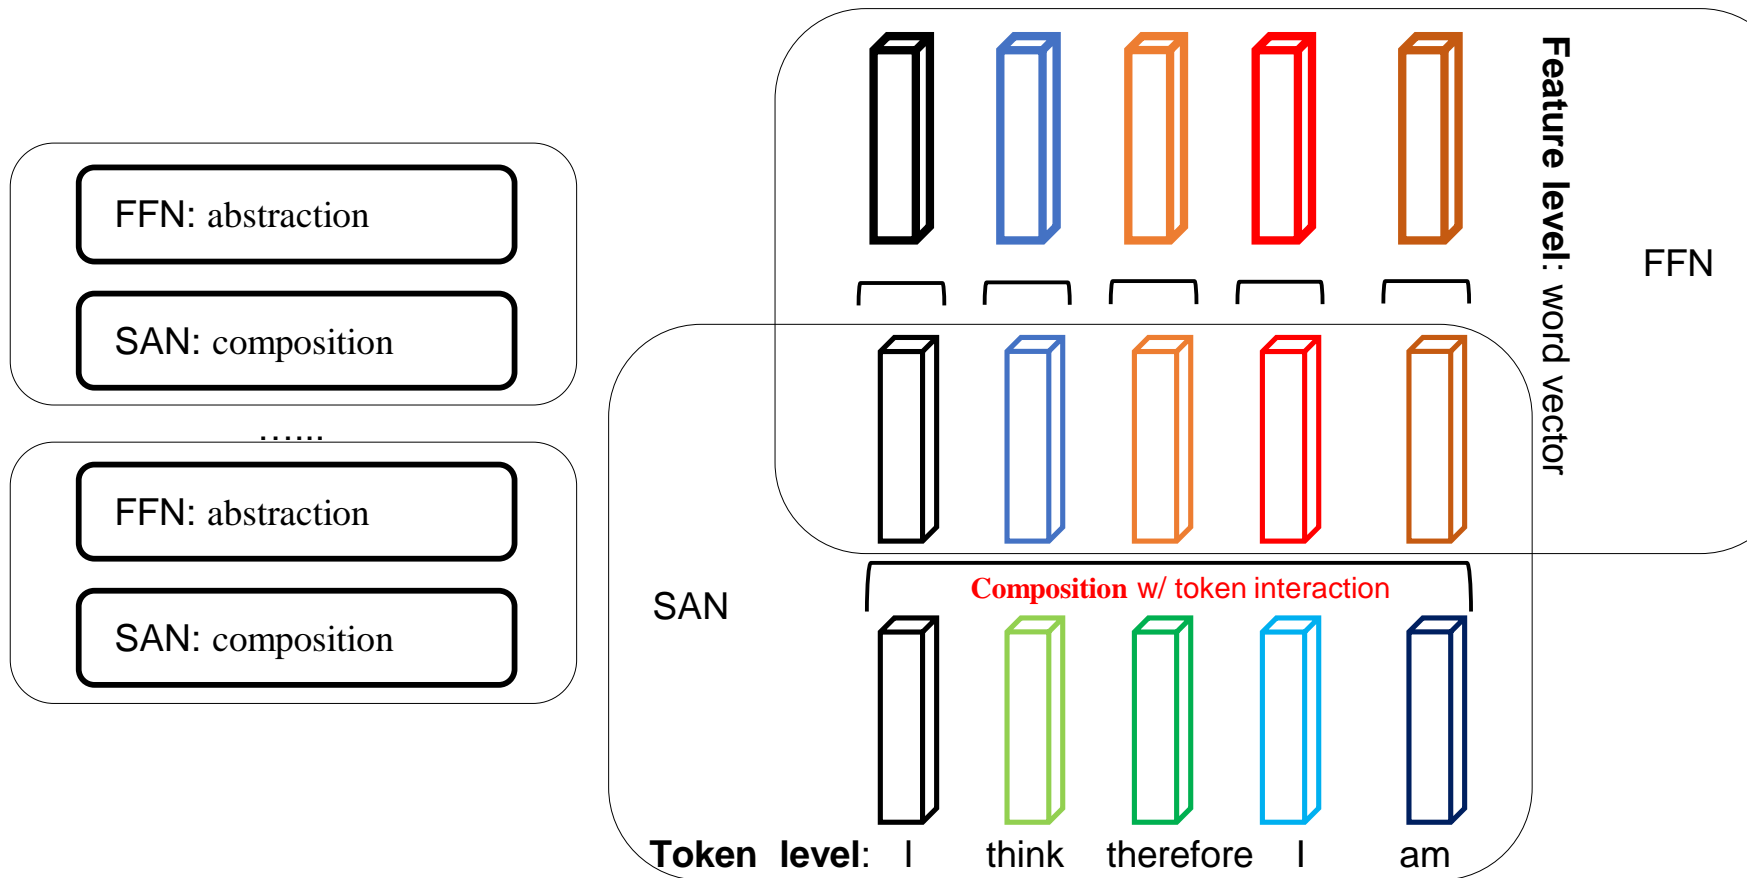 FFN: abstraction
SAN: composition
…...
FFN: abstraction
SAN: composition
Feature level: word vector
FFN
SAN
Composition w/ token interaction
Token level: I think therefore I am